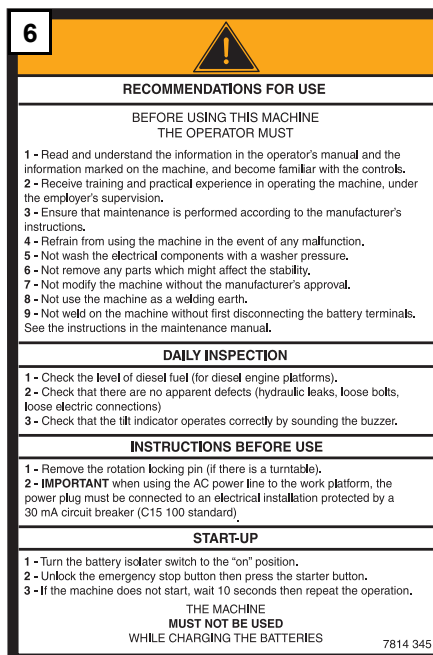 6
RECOMMENDATIONS FOR USE
BEFORE USING THIS MACHINE
THE OPERATOR MUST
1 - Read and understand the information in the operator's manual and the
information marked on the machine, and become familiar with the controls.
2 - Receive training and practical experience in operating the machine, under
the employer's supervision.
3 - Ensure that maintenance is performed according to the manufacturer's
instructions.
4 - Refrain from using the machine in the event of any malfunction.
5 - Not wash the electrical components with a washer pressure.
6 - Not remove any parts which might affect the stability.
7 - Not modify the machine without the manufacturer's approval.
8 - Not use the machine as a welding earth.
9 - Not weld on the machine without first disconnecting the battery terminals.
See the instructions in the maintenance manual.
DAILY INSPECTION
1 - Check the level of diesel fuel (for diesel engine platforms).
2 - Check that there are no apparent defects (hydraulic leaks, loose bolts,
loose electric connections)
3 - Check that the tilt indicator operates correctly by sounding the buzzer.
INSTRUCTIONS BEFORE USE
1 - Remove the rotation locking pin (if there is a turntable).
2 - IMPORTANT when using the AC power line to the work platform, the
power plug must be connected to an electrical installation protected by a
30 mA circuit breaker (C15 100 standard).
START-UP
1 - Turn the battery isolater switch to the "on" position.
2 - Unlock the emergency stop button then press the starter button.
3 - If the machine does not start, wait 10 seconds then repeat the operation.
THE MACHINE
MUST NOT BE USED
WHILE CHARGING THE BATTERIES
7814 345